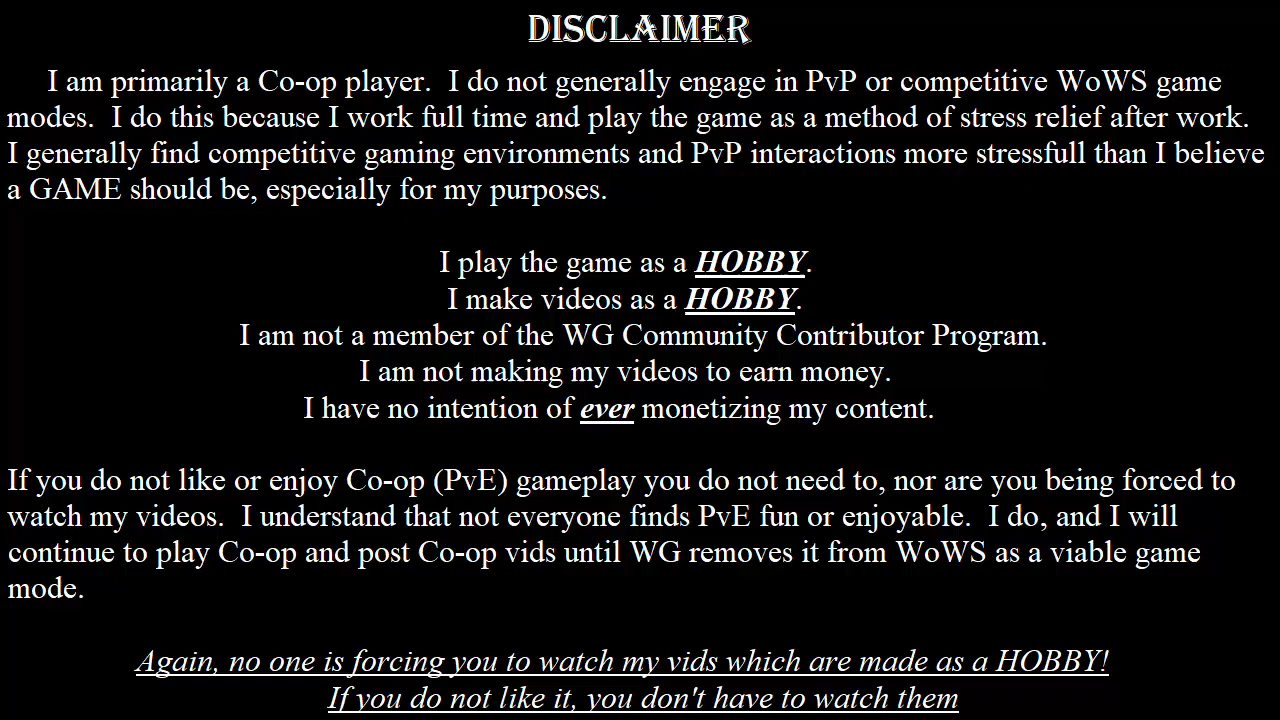 DISCLAIMER
I am primarily a Co-op player.  I do not generally engage in PvP or competitive WoWS game
modes.  I do this because I work full time and play the game as a method of stress relief after work.
I generally find competitive gaming environments and PvP interactions more stressfull than I believe
a GAME should be, especially for my purposes.
I play the game as a HOBBY.
I make videos as a HOBBY.
I am not a member of the WG Community Contributor Program.
I am not making my videos to earn money.
I have no intention of ever monetizing my content.
If you do not like or enjoy Co-op (PvE) gameplay you do not need to, nor are you being forced to
watch my videos.  I understand that not everyone finds PvE fun or enjoyable.  I do, and I will
continue to play Co-op and post Co-op vids until WG removes it from WoWS as a viable game
mode.
Again, no one is forcing you to watch my vids which are made as a HOBBY!
If you do not like it, you don't have to watch them